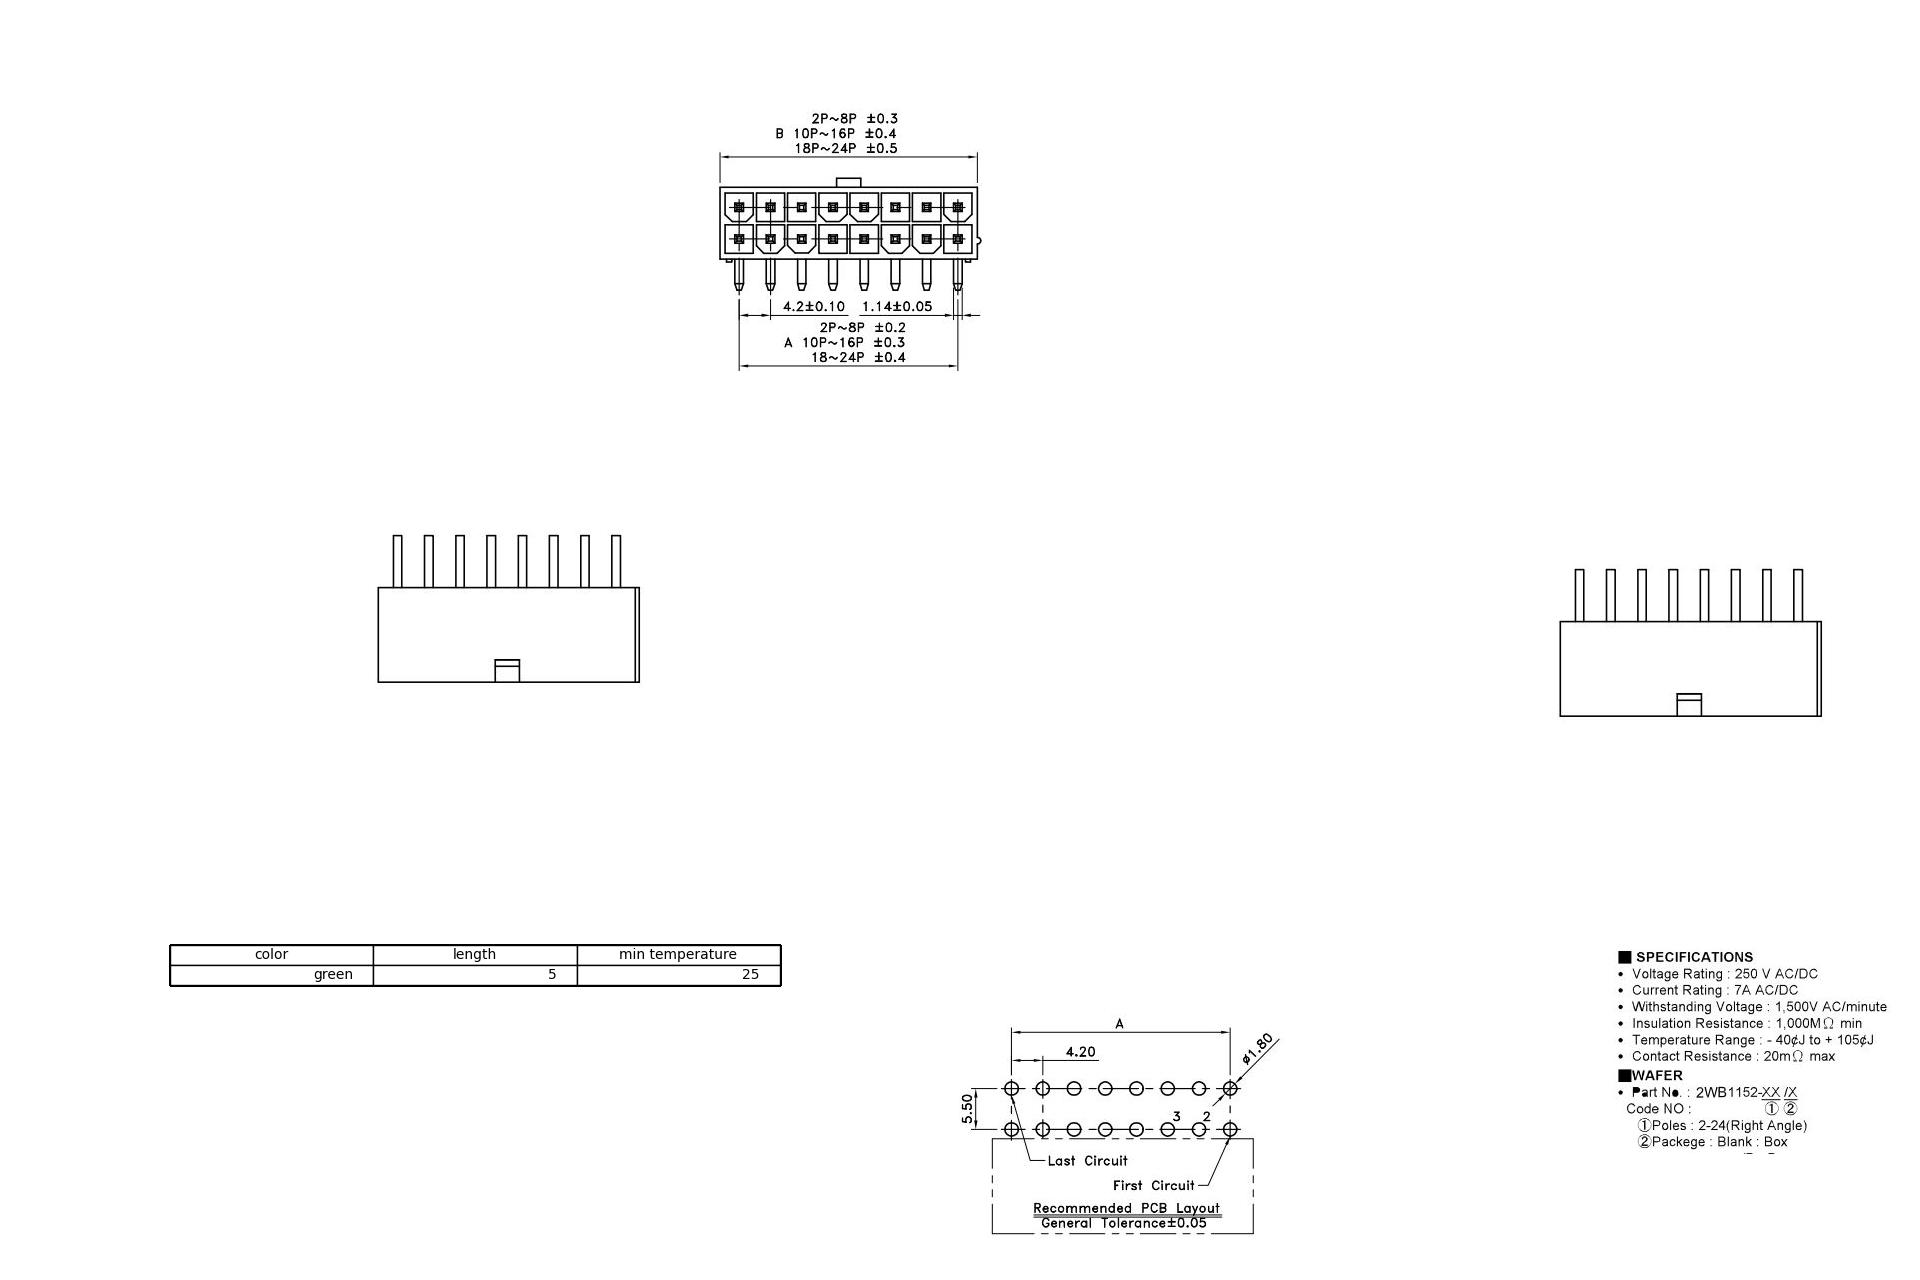 2P~8P ±0.3
B 10P~16P ±0.4
18P~24P ±0.5
4.2±0.10 1.14±0.05
2P~8P ±0.2
A 10P~16P ±0.3
18~24P ±0.4
color length min temperature
green 5 25
■ SPECIFICATIONS
• Voltage Rating : 250 V AC/DC
• Current Rating : 7A AC/DC
• Withstanding Voltage : 1,500V AC/minute
• Insulation Resistance : 1,000MΩ min
• Temperature Range : - 40¢J to + 105¢J
• Contact Resistance : 20mΩ max
■WAFER
• Part No. : 2WB1152-XX /X
Code NO : ① ②
①Poles : 2-24(Right Angle)
②Packege : Blank : Box
A
4.20
ø1.80
5.50
3 2
Last Circuit
First Circuit
Recommended PCB Layout
General Tolerance±0.05